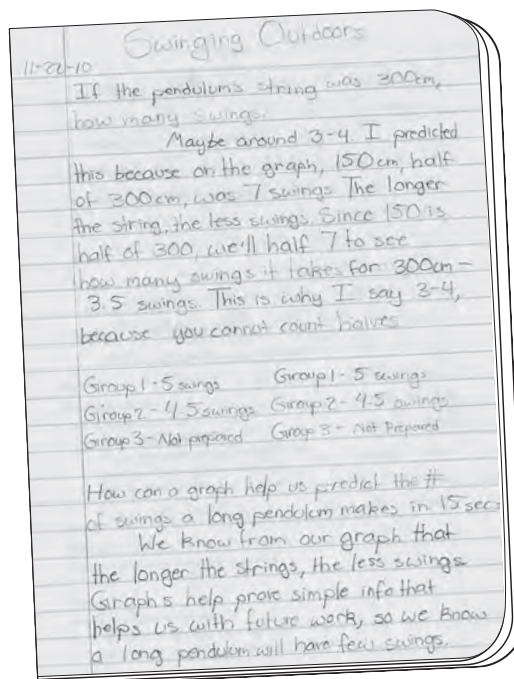 Swinging Outdoors
11-22-10
If the pendulum's string was 300cm,
how many swings.
Maybe around 3-4. I predicted
this because on the graph, 150cm, half
of 300cm, was 7 swings The longer
the string, the less swings. Since 150 is
half of 300, we'll half 7 to see
how many swings it takes for 300cm -
3.5 swings. This is why I say 3-4,
because you cannot count halves
Group 1 - 5 swings Group 1 - 5 swings
Group 2 - 4.5 swings Group 2 - 4.5 swings
Group 3 - Not prepared Group 3 - Not Prepared
How can a graph help us predict the #
of swings a long pendulum makes in 15 sec
We know from our graph that
the longer the strings, the less swings
Graphs help prove simple info that
helps us with future work, so we know
a long pendulum will have few swings.